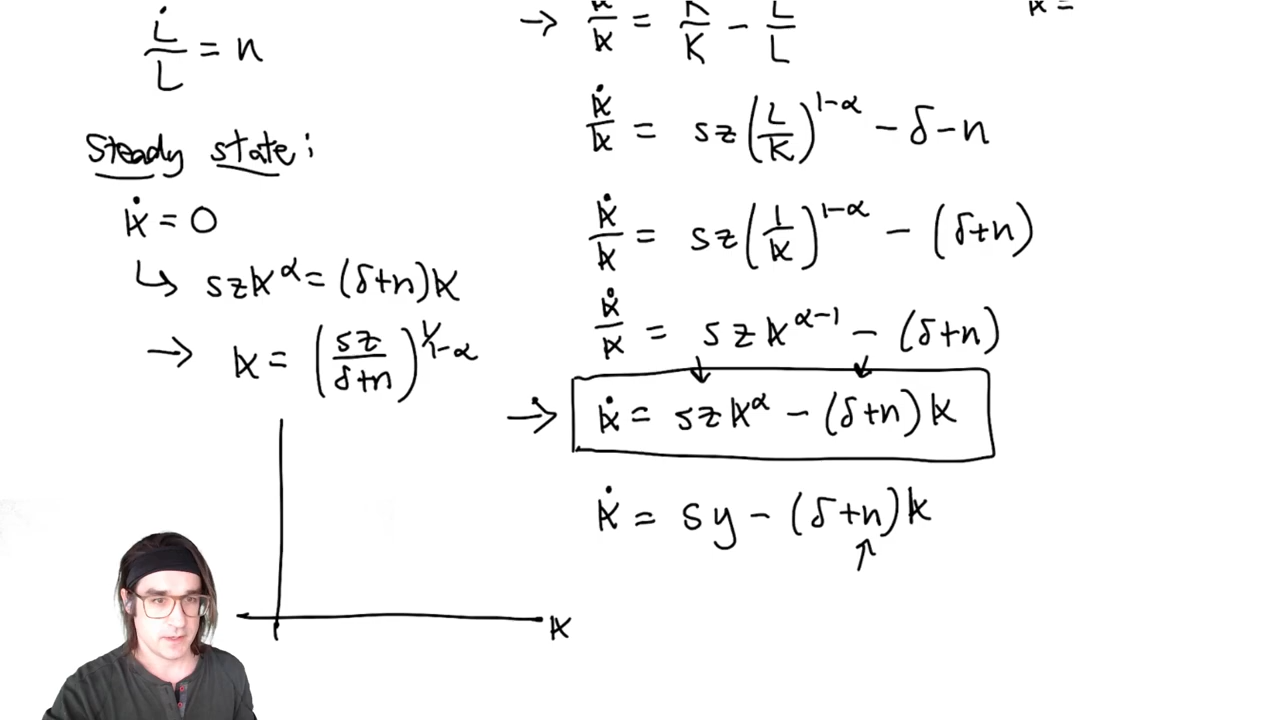 L̇/L = n
Steady state:
k̇ = 0
↳ szk^α = (δ+n)k
→ k = (sz/(δ+n))^(1/1-α)
k
→ k̇/k = K̇/K - L̇/L
k =
k̇/k = sz(L/K)^(1-α) - δ - n
k̇/k = sz(1/k)^(1-α) - (δ+n)
k̇/k = szk^(α-1) - (δ+n)
→ k̇ = szk^α - (δ+n)k
k̇ = sy - (δ+n)k